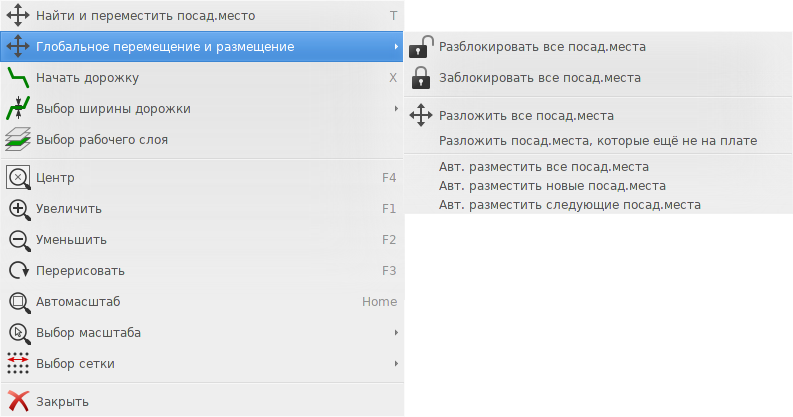 Найти и переместить посад.место T
Глобальное перемещение и размещение
Начать дорожку X
Выбор ширины дорожки
Выбор рабочего слоя
Центр F4
Увеличить F1
Уменьшить F2
Перерисовать F3
Автомасштаб Home
Выбор масштаба
Выбор сетки
Закрыть
Разблокировать все посад.места
Заблокировать все посад.места
Разложить все посад.места
Разложить посад.места, которые ещё не на плате
Авт. разместить все посад.места
Авт. разместить новые посад.места
Авт. разместить следующие посад.места